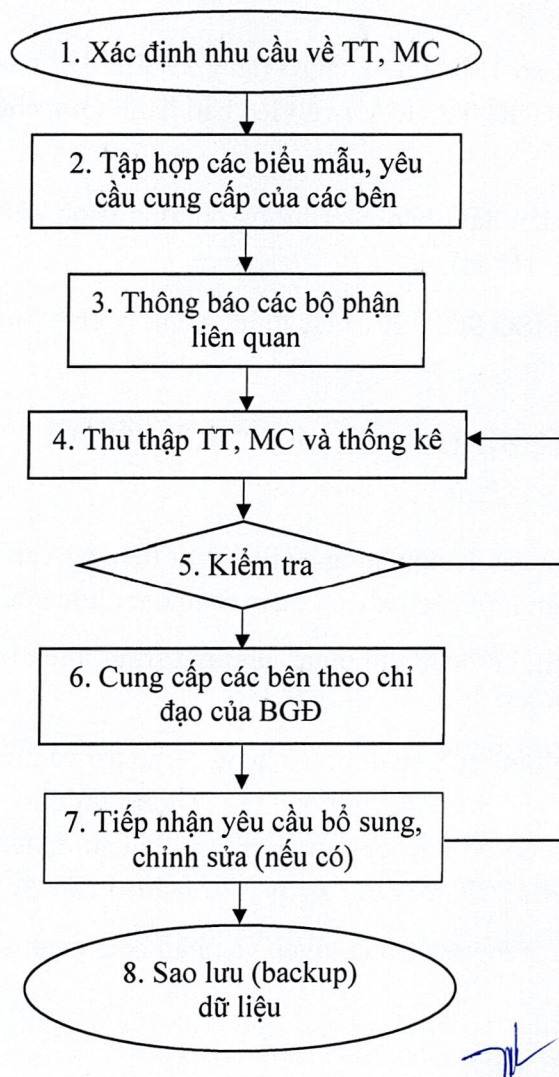 1. Xác định nhu cầu về TT, MC
2. Tập hợp các biểu mẫu, yêu
cầu cung cấp của các bên
3. Thông báo các bộ phận
liên quan
4. Thu thập TT, MC và thống kê
5. Kiểm tra
6. Cung cấp các bên theo chỉ
đạo của BGĐ
7. Tiếp nhận yêu cầu bổ sung,
chỉnh sửa (nếu có)
8. Sao lưu (backup)
dữ liệu